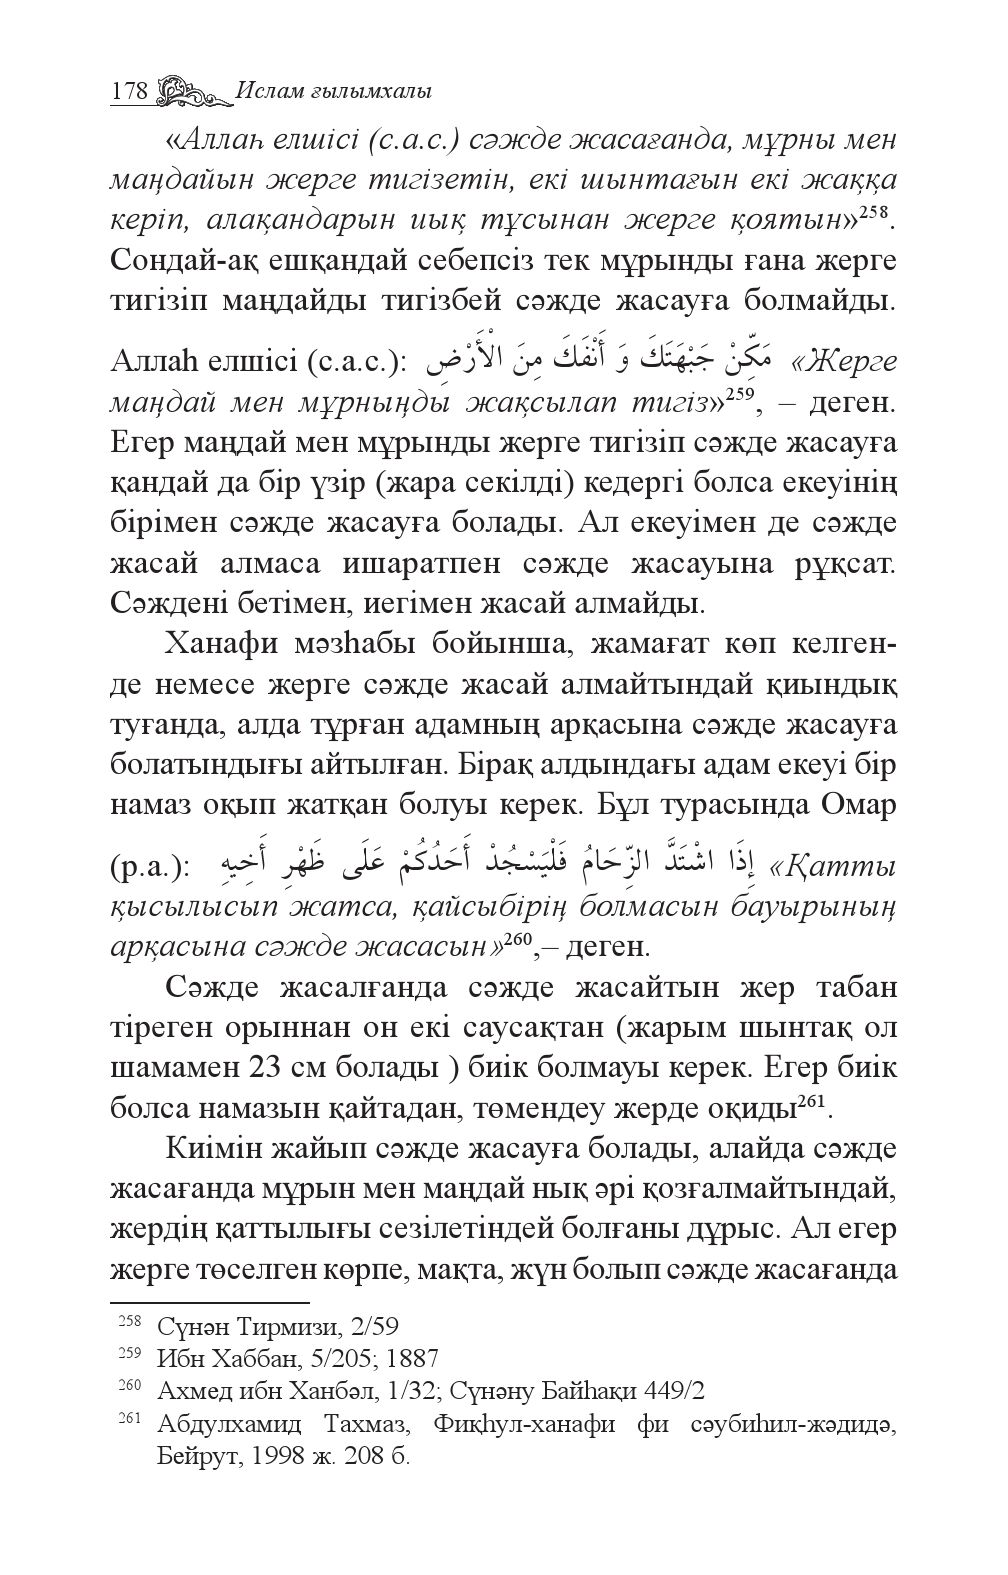 178 Ислам ғылымхалы
«Аллаһ елшісі (с.а.с.) сәжде жасағанда, мұрны мен
маңдайын жерге тигізетін, екі шынтағын екі жаққа
керіп, алақандарын иық тұсынан жерге қоятын»²⁵⁸.
Сондай-ақ ешқандай себепсіз тек мұрынды ғана жерге
тигізіп маңдайды тигізбей сәжде жасауға болмайды.
Аллаһ елшісі (с.а.с.): مَكِّنْ جَبْهَتَكَ وَ أَنْفَكَ مِنَ الْأَرْضِ «Жерге
маңдай мен мұрныңды жақсылап тигіз»²⁵⁹, – деген.
Егер маңдай мен мұрынды жерге тигізіп сәжде жасауға
қандай да бір үзір (жара секілді) кедергі болса екеуінің
бірімен сәжде жасауға болады. Ал екеуімен де сәжде
жасай алмаса ишаратпен сәжде жасауына рұқсат.
Сәждені бетімен, иегімен жасай алмайды.
Ханафи мәзһабы бойынша, жамағат көп келген-
де немесе жерге сәжде жасай алмайтындай қиындық
туғанда, алда тұрған адамның арқасына сәжде жасауға
болатындығы айтылған. Бірақ алдындағы адам екеуі бір
намаз оқып жатқан болуы керек. Бұл турасында Омар
(р.а.): إِذَا اشْتَدَّ الزِّحَامُ فَلْيَسْجُدْ أَحَدُكُمْ عَلَى ظَهْرِ أَخِيهِ «Қатты
қысылысып жатса, қайсыбірің болмасын бауырының
арқасына сәжде жасасын»²⁶⁰,– деген.
Сәжде жасалғанда сәжде жасайтын жер табан
тіреген орыннан он екі саусақтан (жарым шынтақ ол
шамамен 23 см болады ) биік болмауы керек. Егер биік
болса намазын қайтадан, төмендеу жерде оқиды²⁶¹.
Киімін жайып сәжде жасауға болады, алайда сәжде
жасағанда мұрын мен маңдай нық әрі қозғалмайтындай,
жердің қаттылығы сезілетіндей болғаны дұрыс. Ал егер
жерге төселген көрпе, мақта, жүн болып сәжде жасағанда
²⁵⁸ Сүнән Тирмизи, 2/59
²⁵⁹ Ибн Хаббан, 5/205; 1887
²⁶⁰ Ахмед ибн Ханбәл, 1/32; Сүнәну Байһақи 449/2
²⁶¹ Абдулхамид Тахмаз, Фиқһул-ханафи фи сәубиһил-жәдидә,
Бейрут, 1998 ж. 208 б.